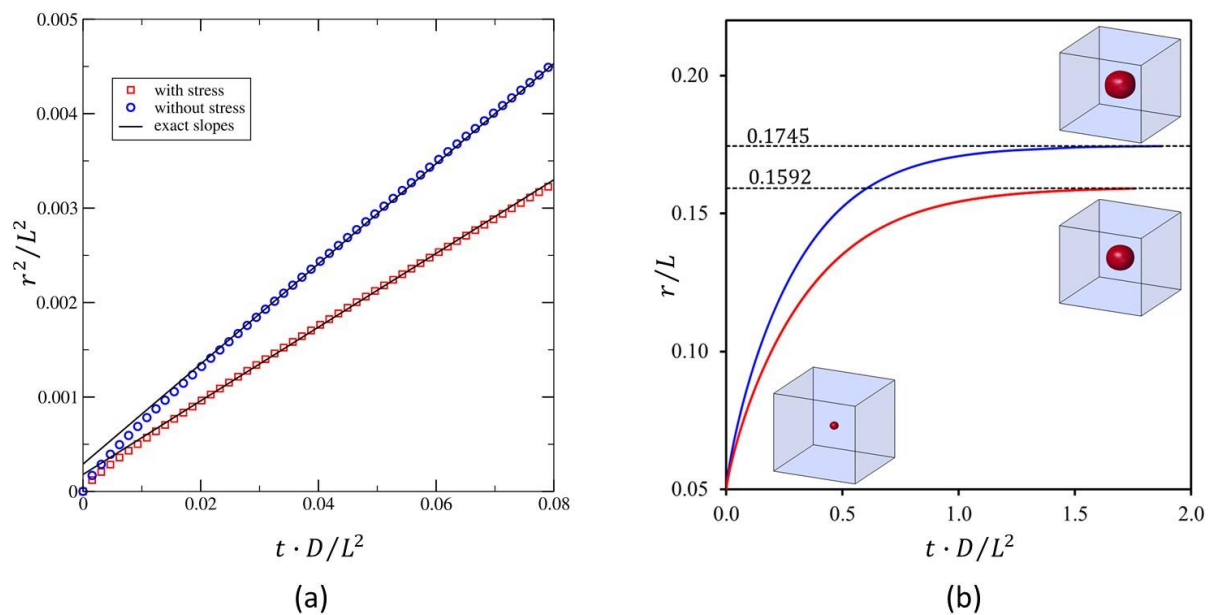 0.005
0.004
0.003
0.002
0.001
0
r²/L²
with stress
without stress
exact slopes
0 0.02 0.04 0.06 0.08
t · D/L²
(a)
0.20
0.15
0.10
0.05
r/L
0.1745
0.1592
0.0 0.5 1.0 1.5 2.0
t · D/L²
(b)